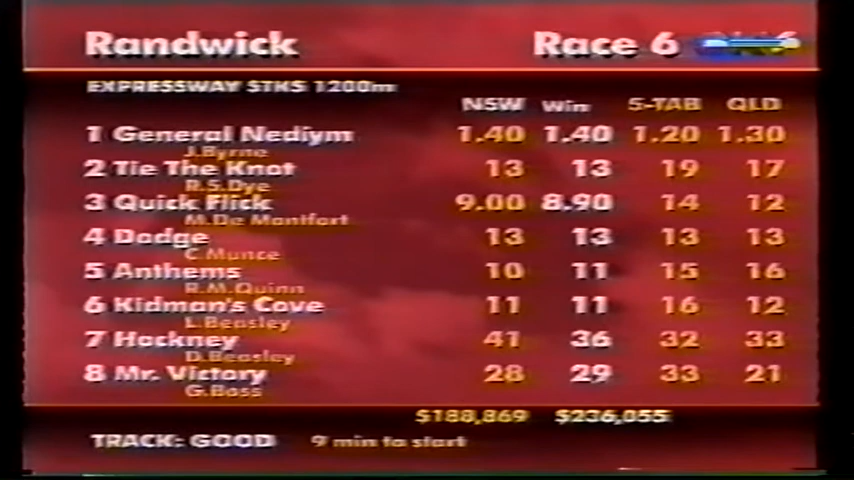 Randwick Race 6
EXPRESSWAY STKS 1200m
NSW Win S-TAB QLD
1 General Nediym 1.40 1.40 1.20 1.30
J.Byrne
2 Tie The Knot 13 13 19 17
R.S.Dye
3 Quick Flick 9.00 8.90 14 12
M.De Montfort
4 Dodge 13 13 13 13
C.Munce
5 Anthems 10 11 15 16
R.M.Quinn
6 Kidman's Cove 11 11 16 12
L.Beasley
7 Hockney 41 36 32 33
D.Beasley
8 Mr. Victory 28 29 33 21
G.Boss
$188,869 $236,055
TRACK: GOOD 9 min to start